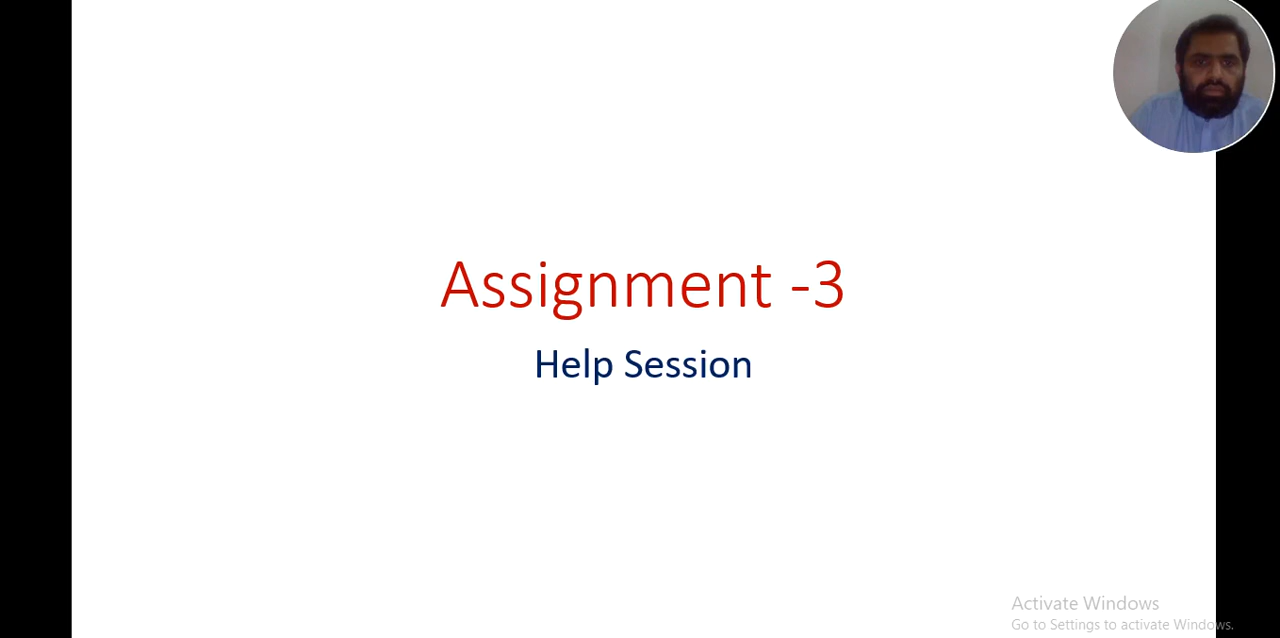 Assignment -3
Help Session
Activate Windows
Go to Settings to activate Windows.